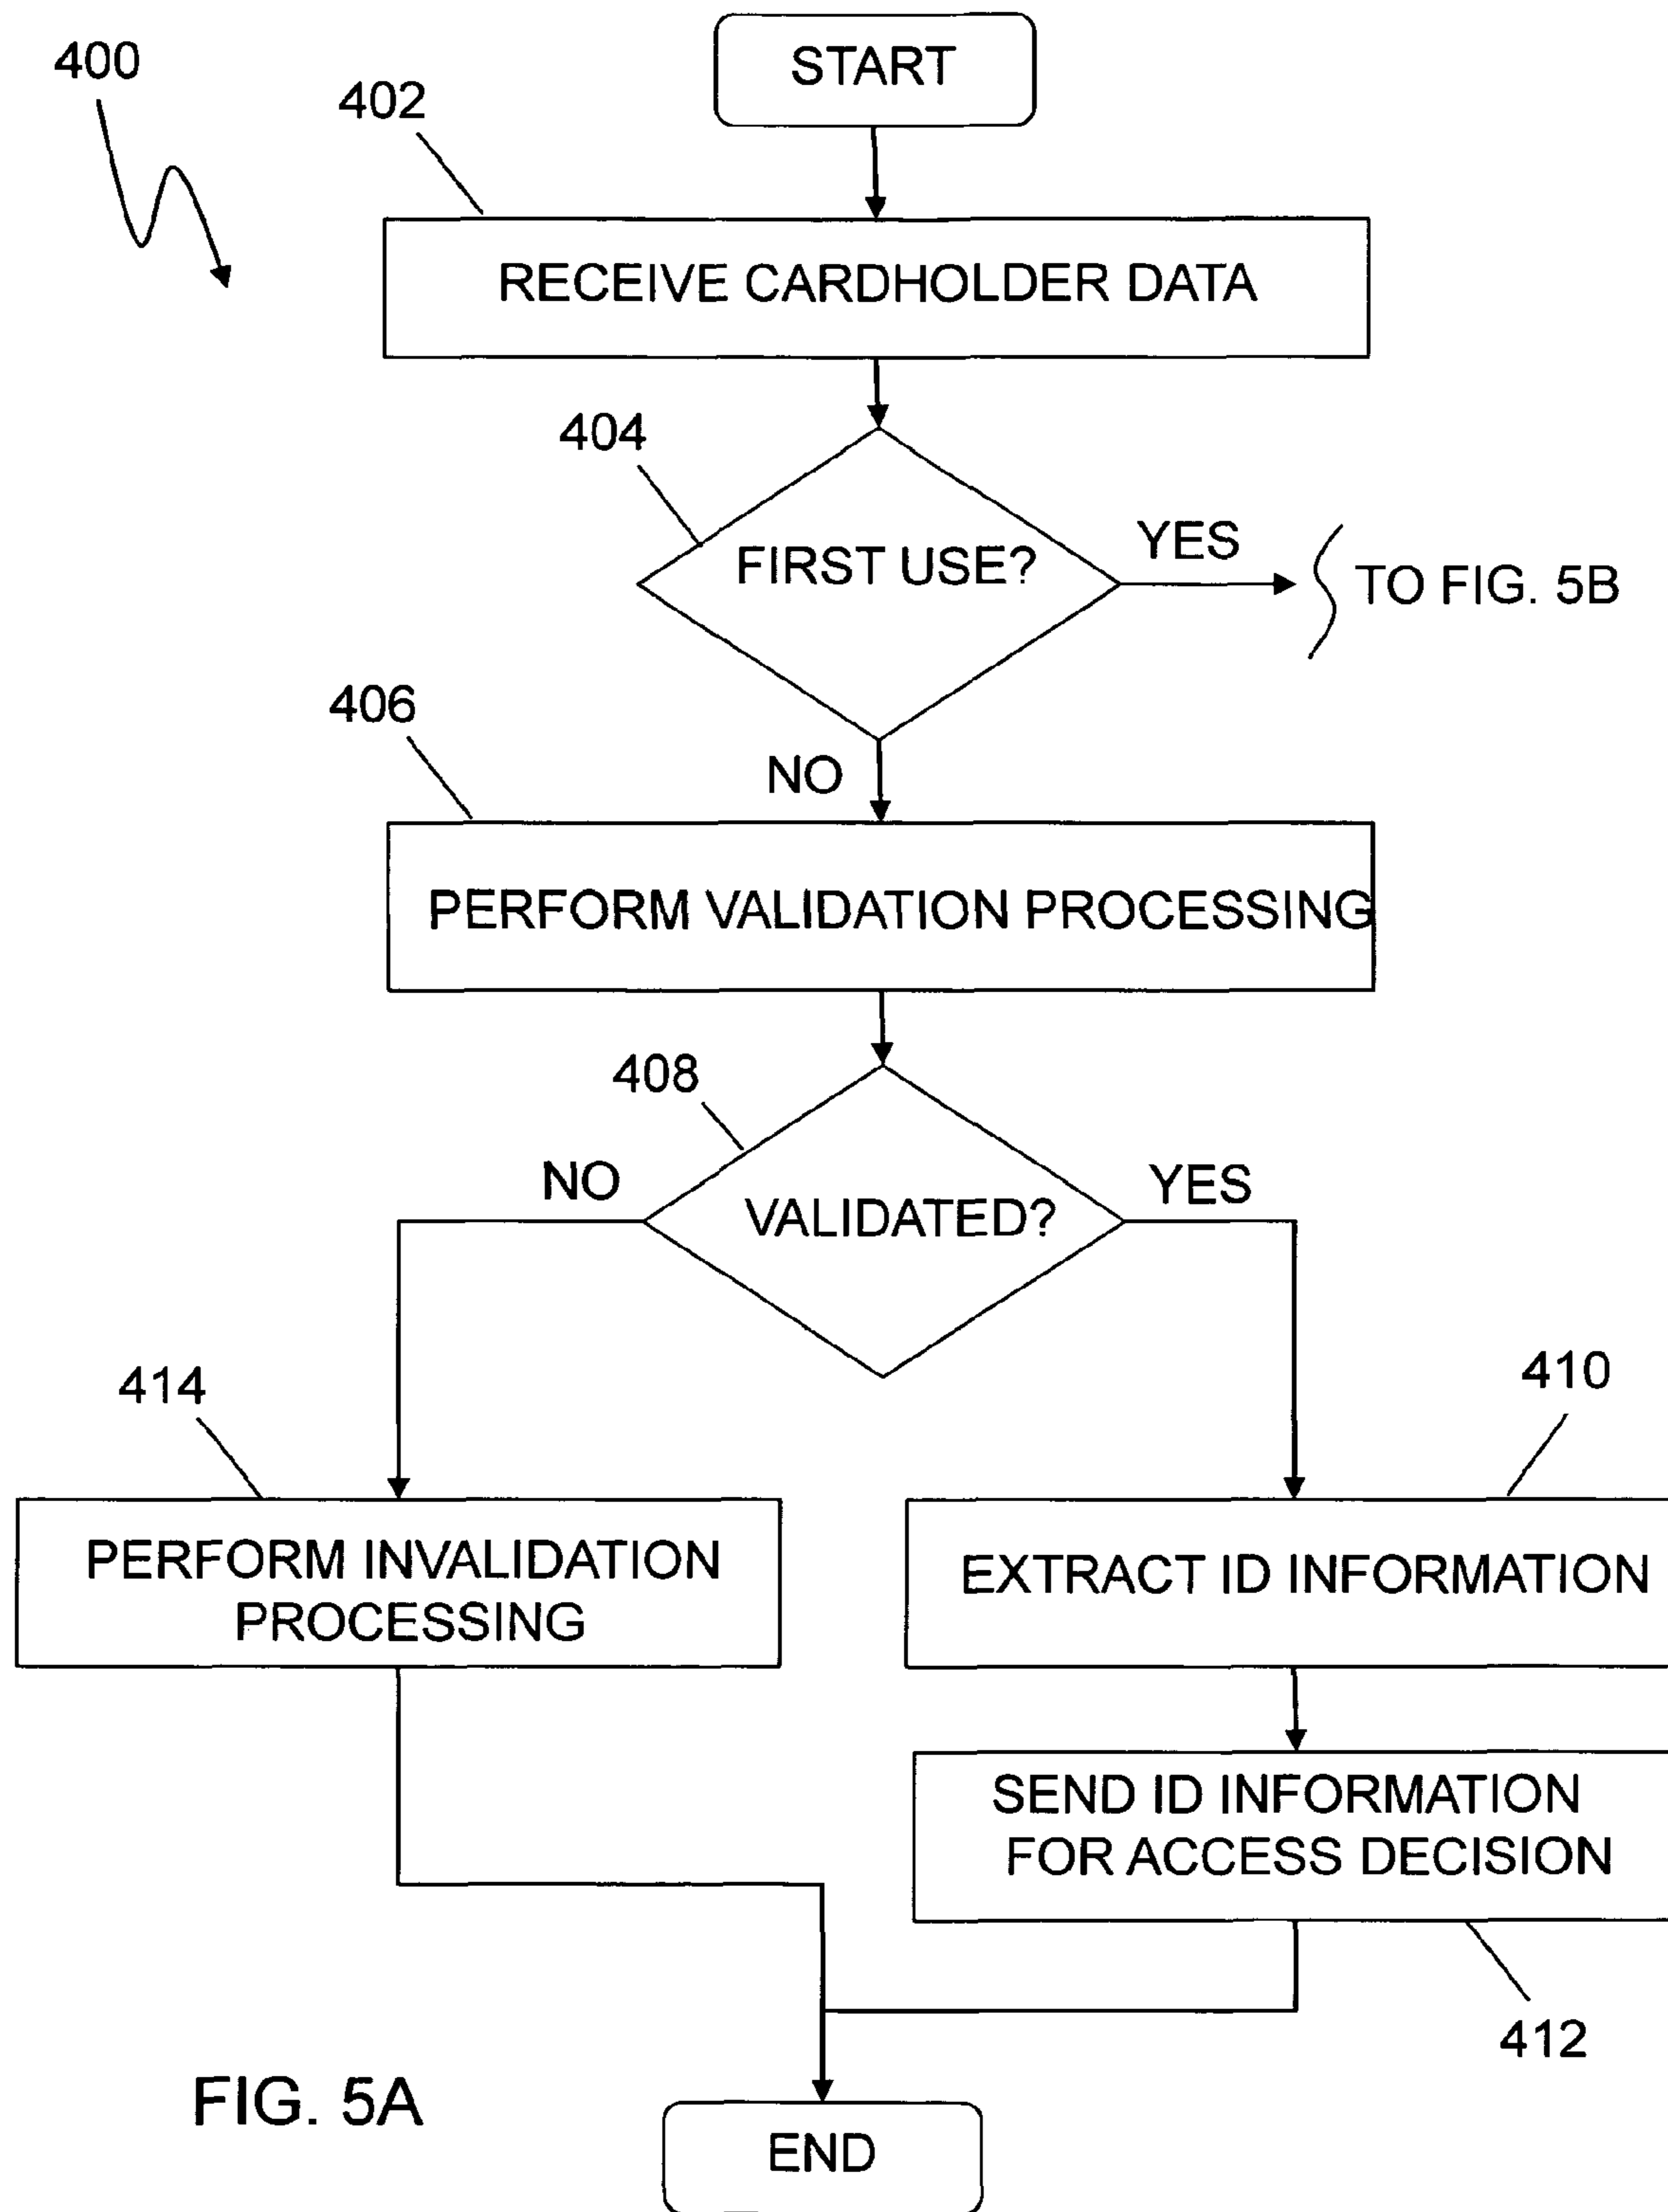 400
START
402
RECEIVE CARDHOLDER DATA
404
FIRST USE?
YES
TO FIG. 5B
406
NO
PERFORM VALIDATION PROCESSING
408
NO
VALIDATED?
YES
414
410
PERFORM INVALIDATION
PROCESSING
EXTRACT ID INFORMATION
SEND ID INFORMATION
FOR ACCESS DECISION
412
FIG. 5A
END